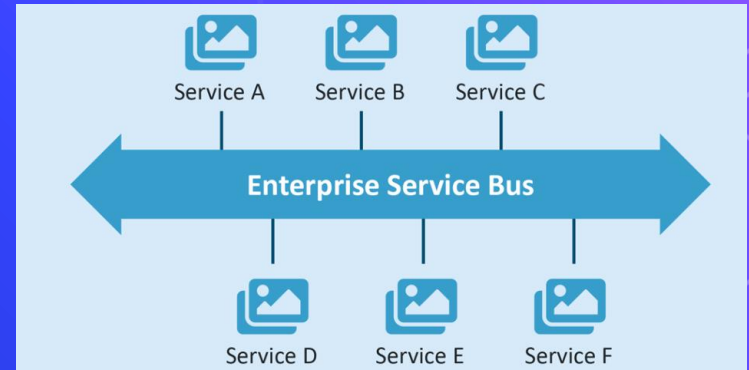 Service A
Service B
Service C
Enterprise Service Bus
Service D
Service E
Service F